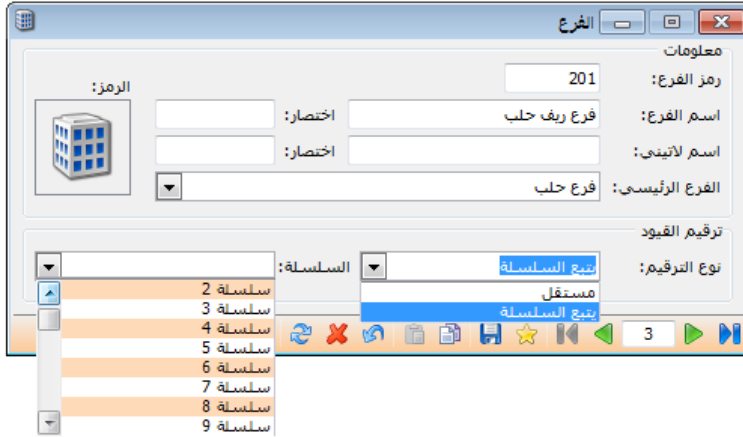 الفرع
معلومات
رمز الفرع: 201
الرمز:
اسم الفرع: فرع ريف حلب اختصار:
اسم لاتيني: اختصار:
الفرع الرئيسي: فرع حلب
ترقيم القيود
نوع الترقيم: يتبع السلسلة السلسلة:
مستقل
يتبع السلسلة
سلسلة 2
سلسلة 3
سلسلة 4
سلسلة 5
سلسلة 6
سلسلة 7
سلسلة 8
سلسلة 9
3